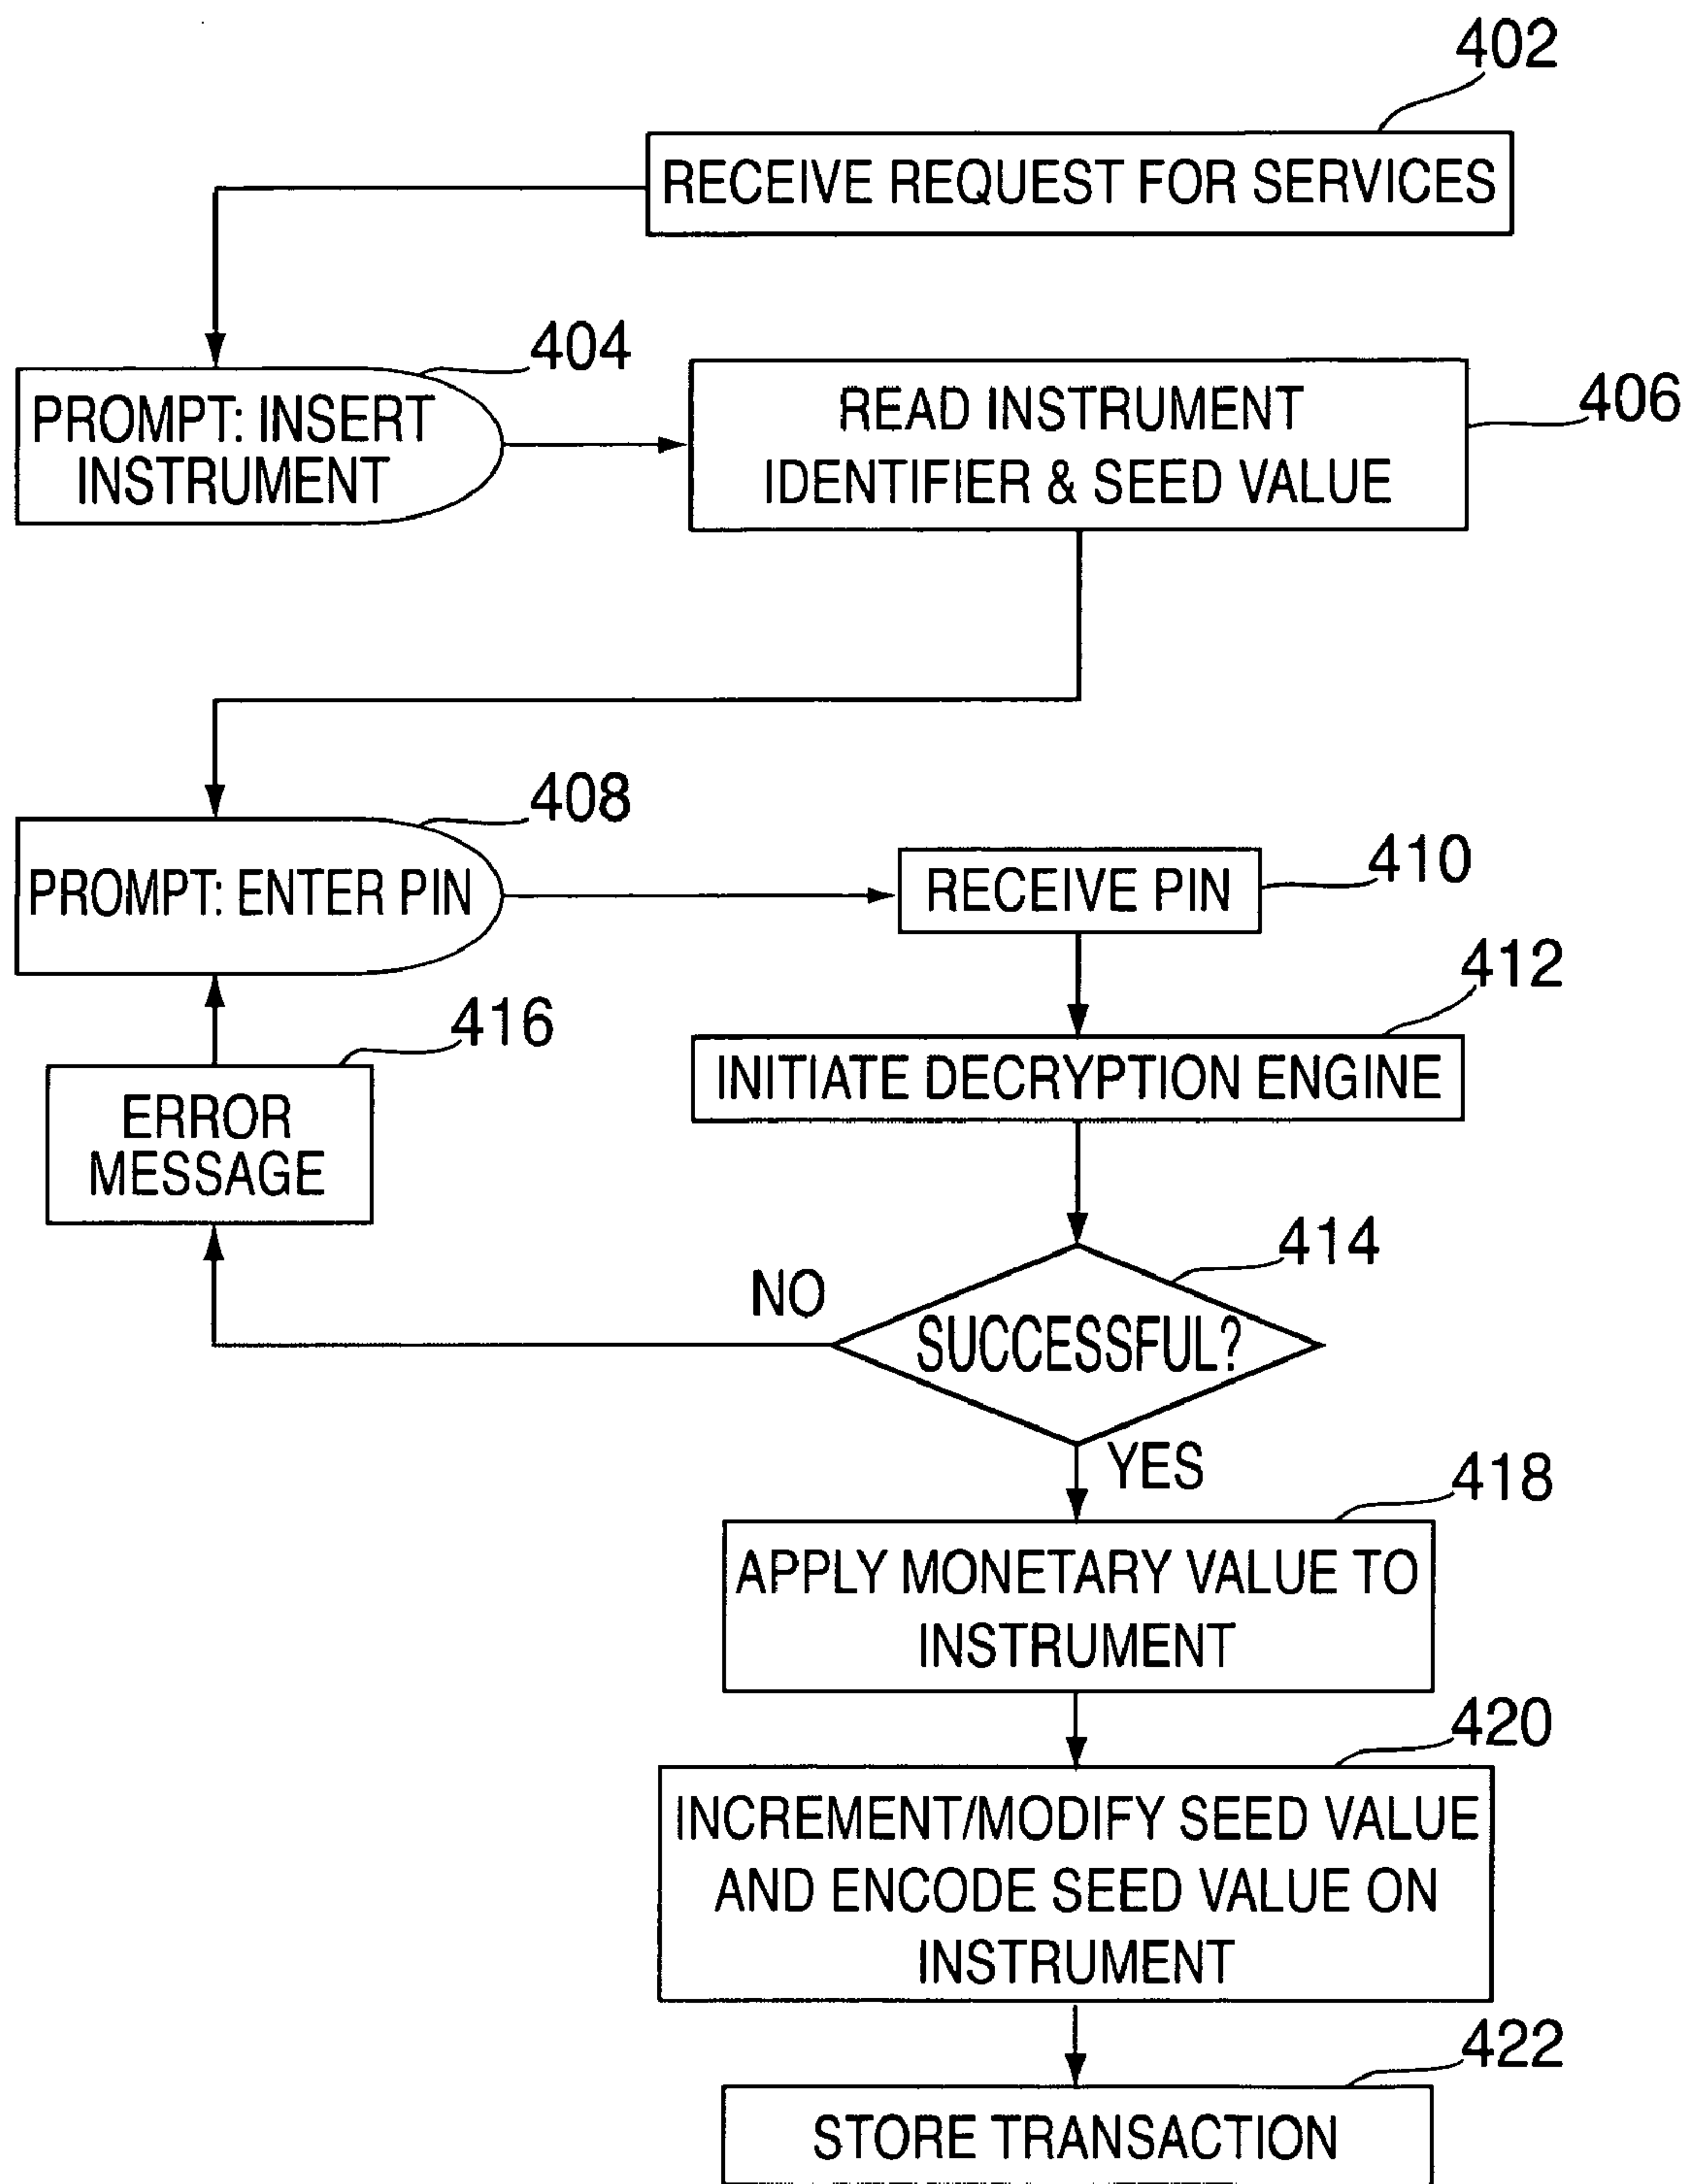 402
RECEIVE REQUEST FOR SERVICES
404
PROMPT: INSERT
INSTRUMENT
406
READ INSTRUMENT
IDENTIFIER & SEED VALUE
408
PROMPT: ENTER PIN
410
RECEIVE PIN
412
INITIATE DECRYPTION ENGINE
416
ERROR
MESSAGE
414
NO
SUCCESSFUL?
YES
418
APPLY MONETARY VALUE TO
INSTRUMENT
420
INCREMENT/MODIFY SEED VALUE
AND ENCODE SEED VALUE ON
INSTRUMENT
422
STORE TRANSACTION